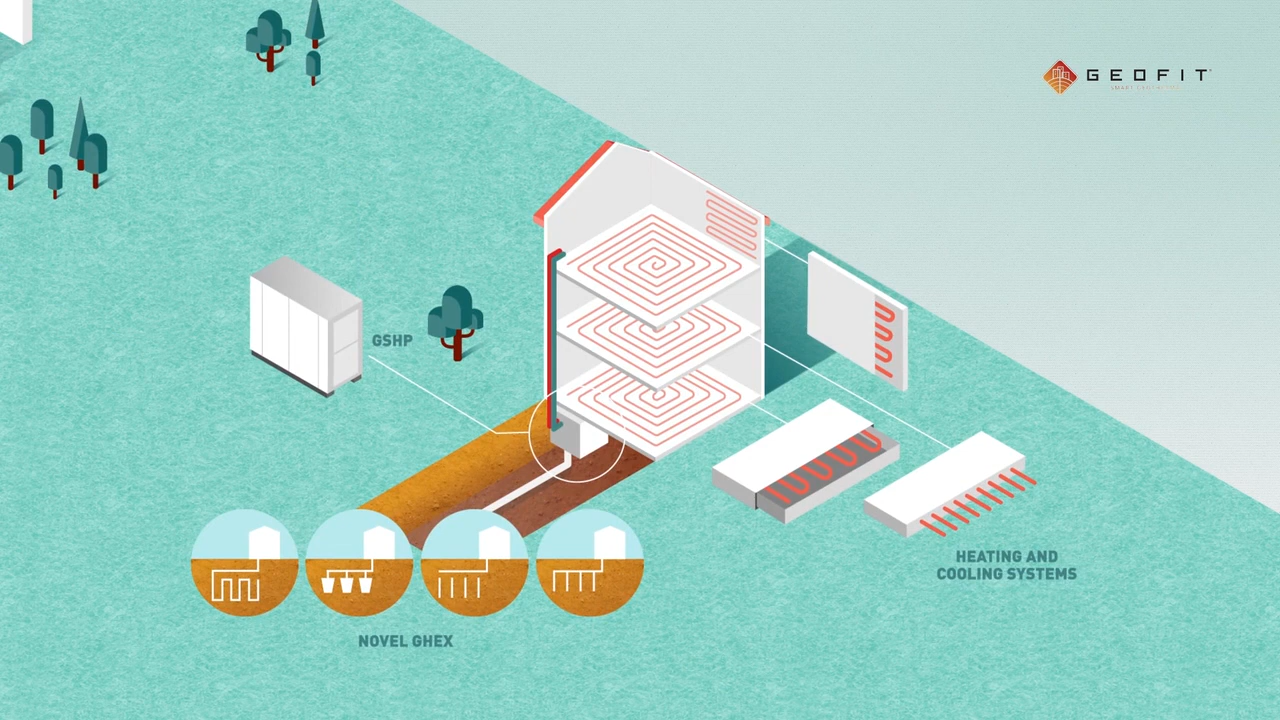 GEOFIT
GSHP
HEATING AND
COOLING SYSTEMS
NOVEL GHEX